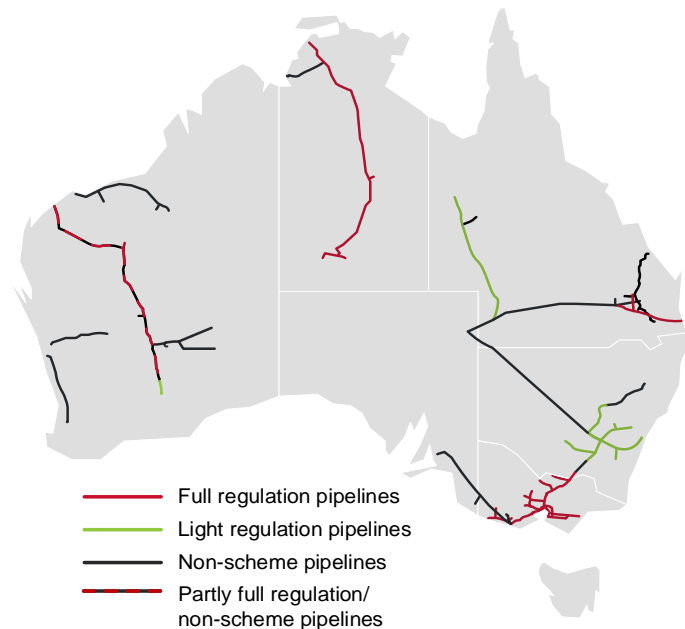 Full regulation pipelines
Light regulation pipelines
Non-scheme pipelines
Partly full regulation/
non-scheme pipelines